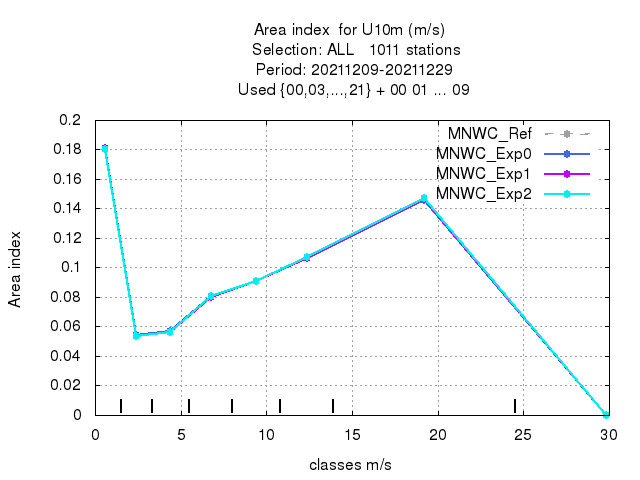 Area index  for U10m (m/s)
Selection: ALL   1011 stations
Period: 20211209-20211229
Used {00,03,...,21} + 00 01 ... 09
0.2
0.18
0.16
0.14
0.12
0.1
0.08
0.06
0.04
0.02
0
Area index
MNWC_Ref
MNWC_Exp0
MNWC_Exp1
MNWC_Exp2
0 5 10 15 20 25 30
classes m/s